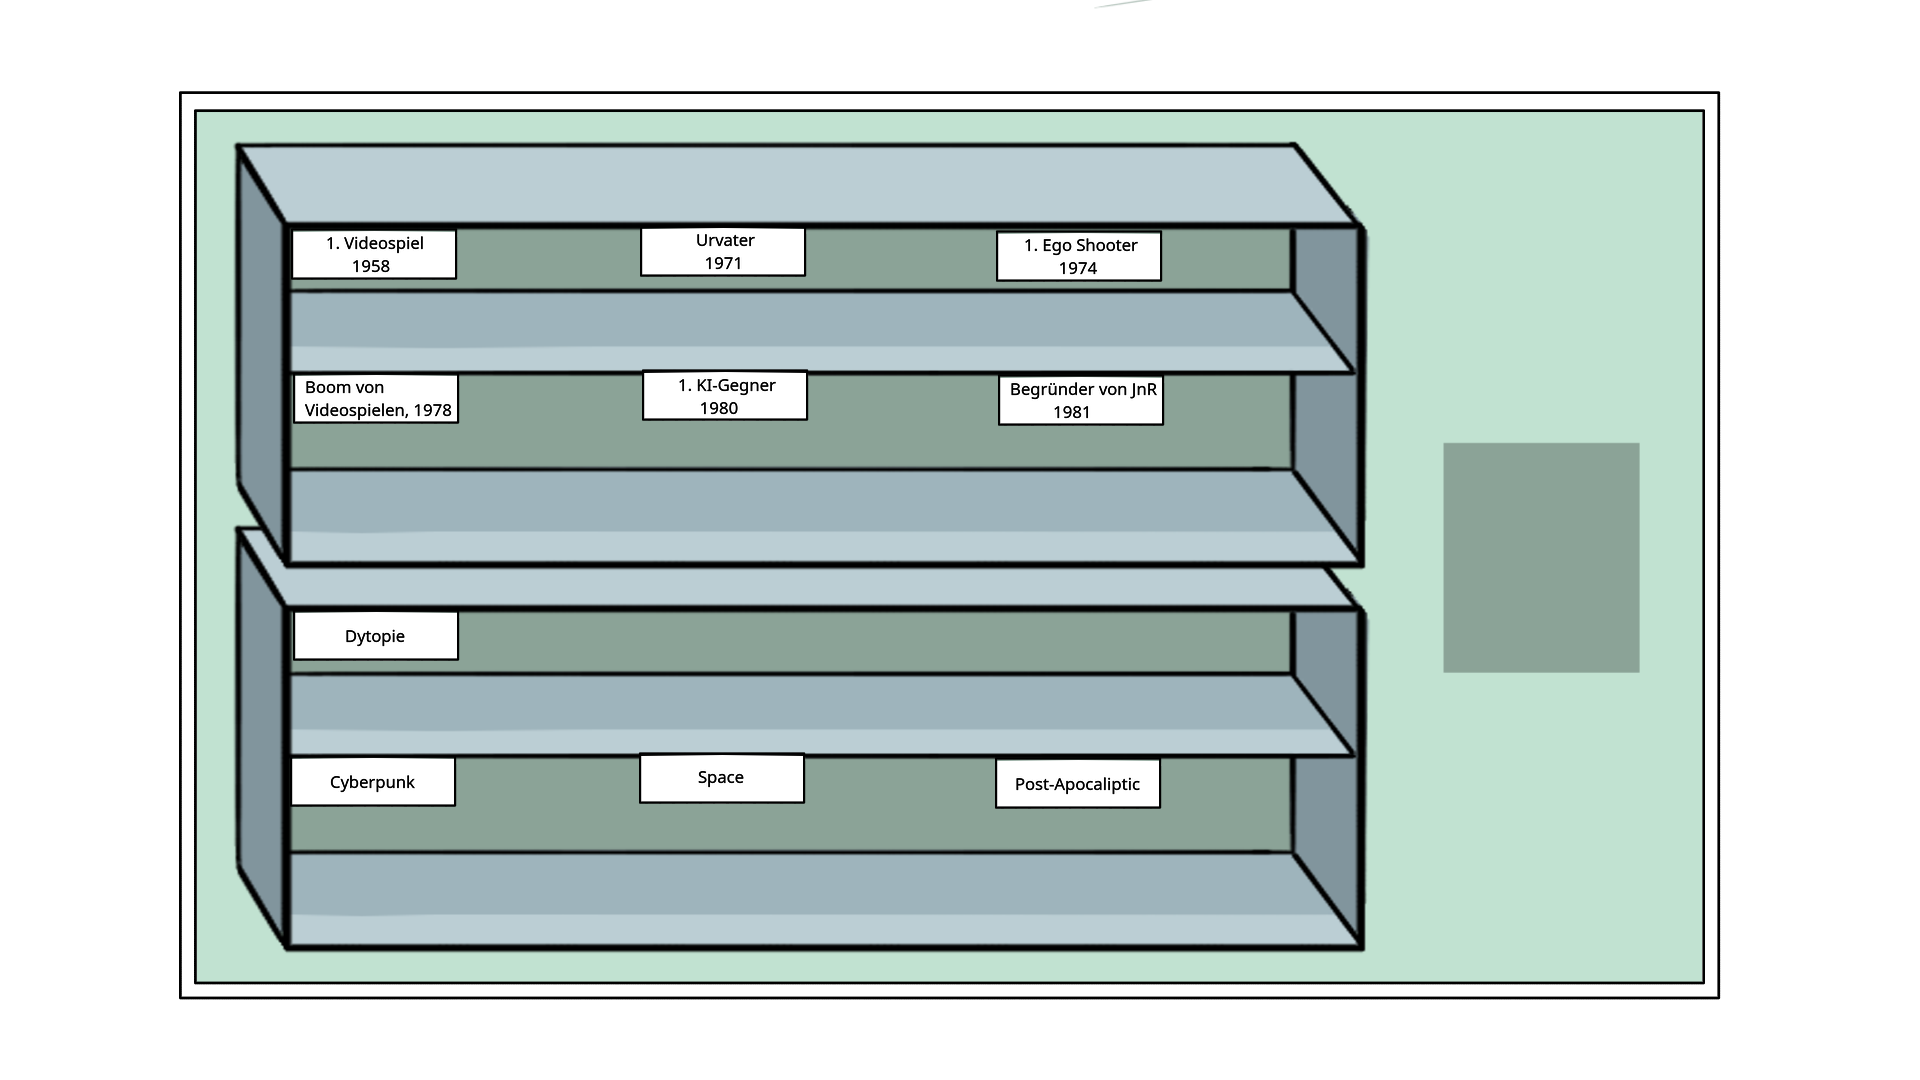 1. Videospiel
1958
Urvater
1971
1. Ego Shooter
1974
Boom von
Videospielen, 1978
1. KI-Gegner
1980
Begründer von JnR
1981
Dytopie
Cyberpunk
Space
Post-Apocaliptic